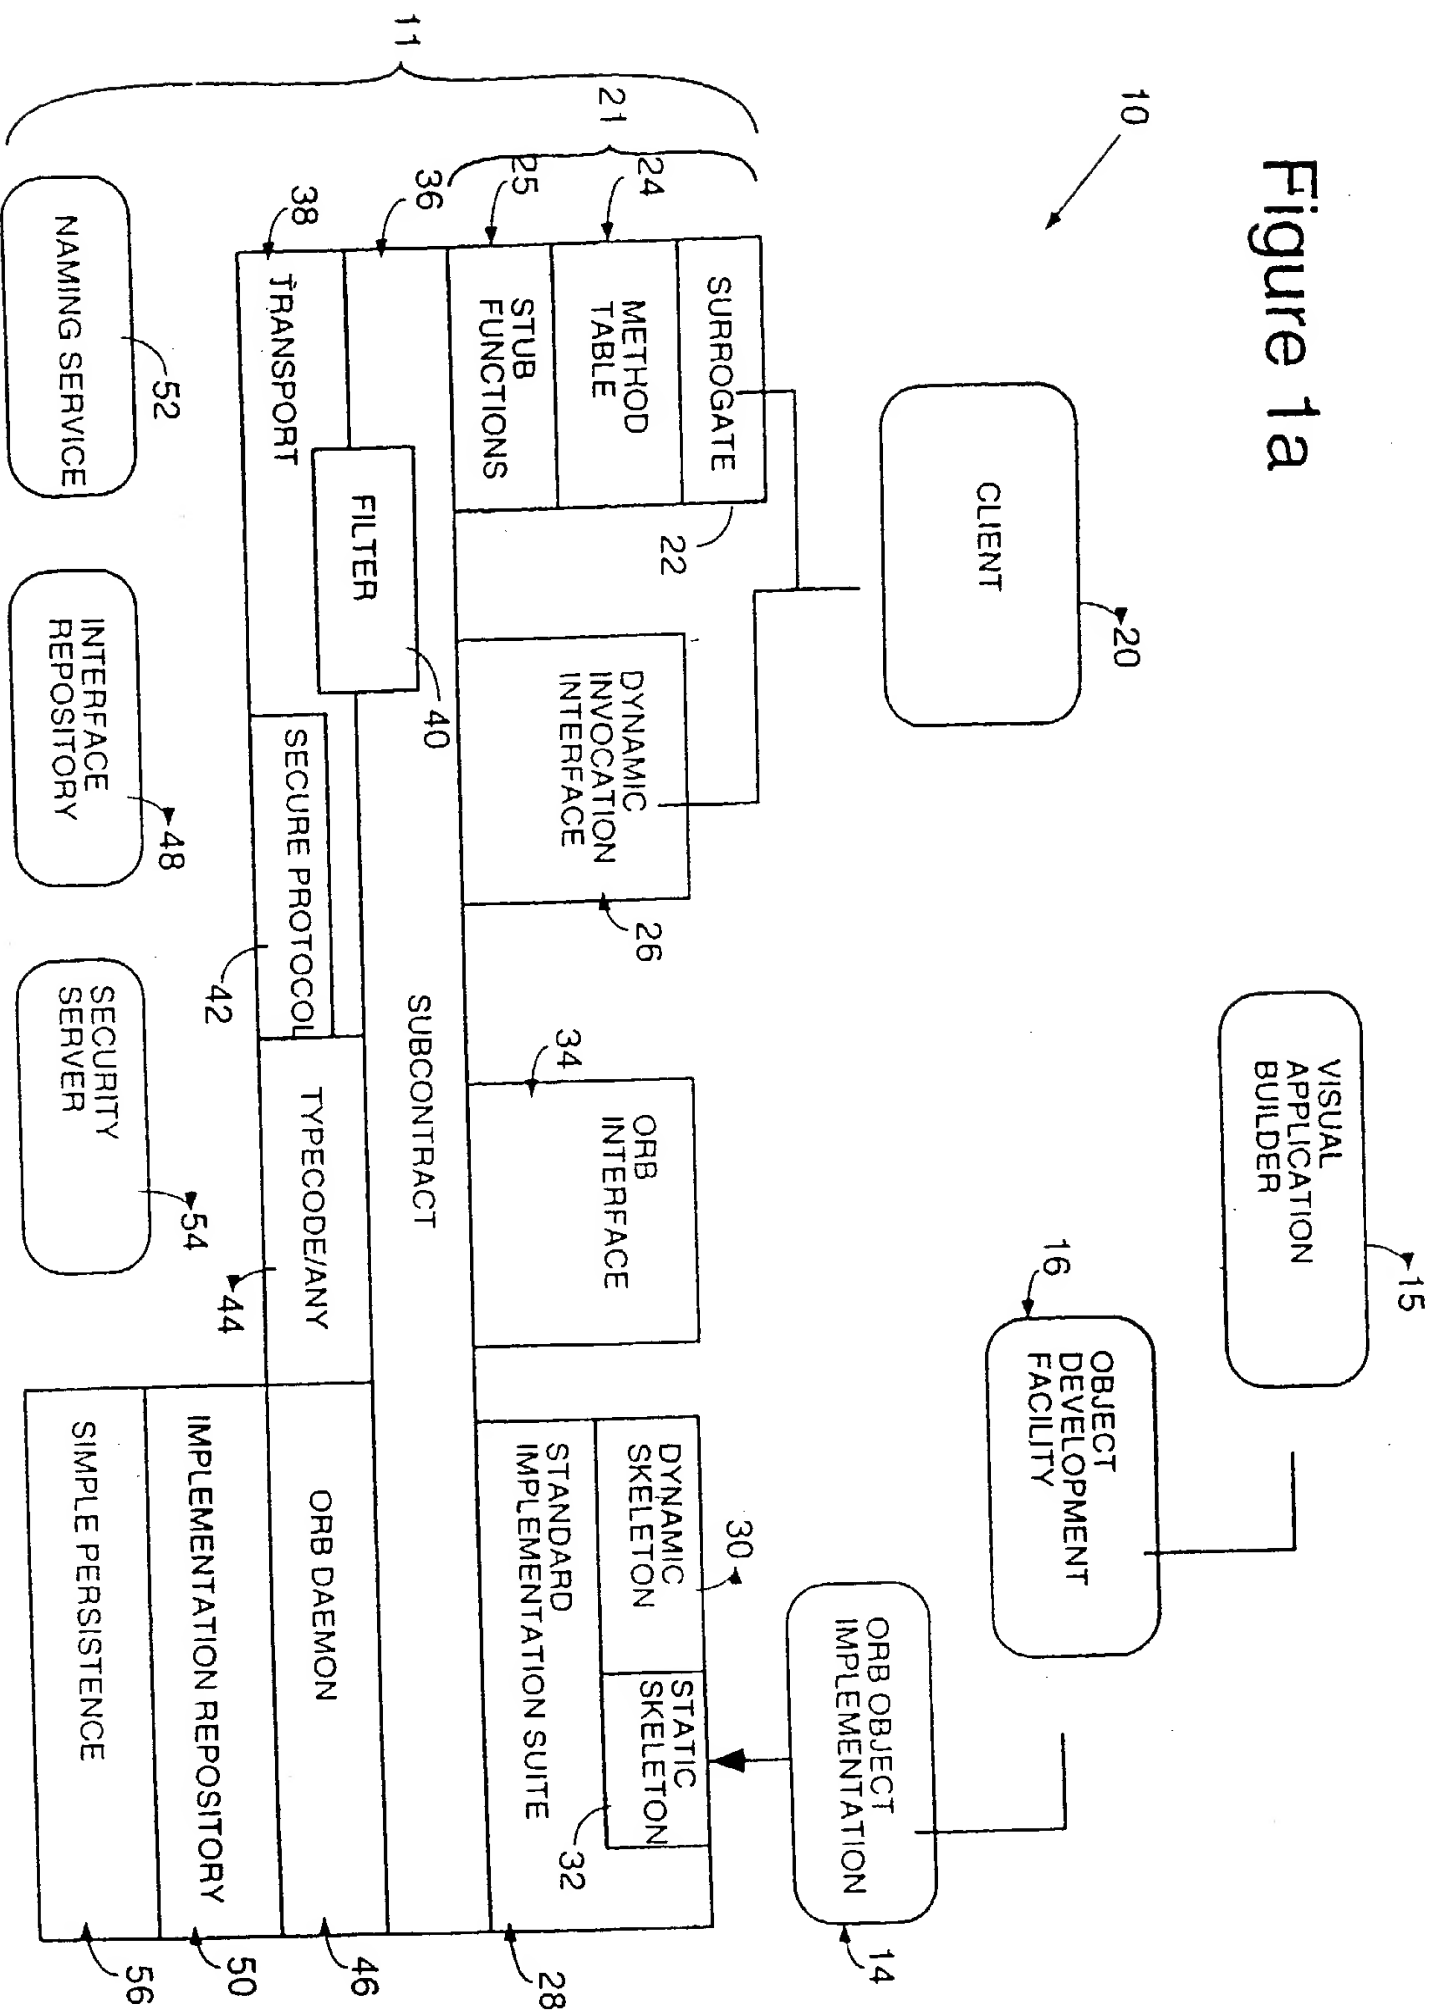 Figure 1a
10
15
VISUAL
APPLICATION
BUILDER
16
OBJECT
DEVELOPMENT
FACILITY
20
CLIENT
ORB OBJECT
IMPLEMENTATION
14
11
21
SURROGATE
22
24
METHOD
TABLE
25
STUB
FUNCTIONS
DYNAMIC
INVOCATION
INTERFACE
26
34
ORB
INTERFACE
30
DYNAMIC
SKELETON
STATIC
SKELETON
32
STANDARD
IMPLEMENTATION SUITE
28
36
SUBCONTRACT
38
TRANSPORT
FILTER
40
SECURE PROTOCOL
42
TYPECODE/ANY
44
ORB DAEMON
46
IMPLEMENTATION REPOSITORY
50
SIMPLE PERSISTENCE
56
NAMING SERVICE
52
INTERFACE
REPOSITORY
48
SECURITY
SERVER
54